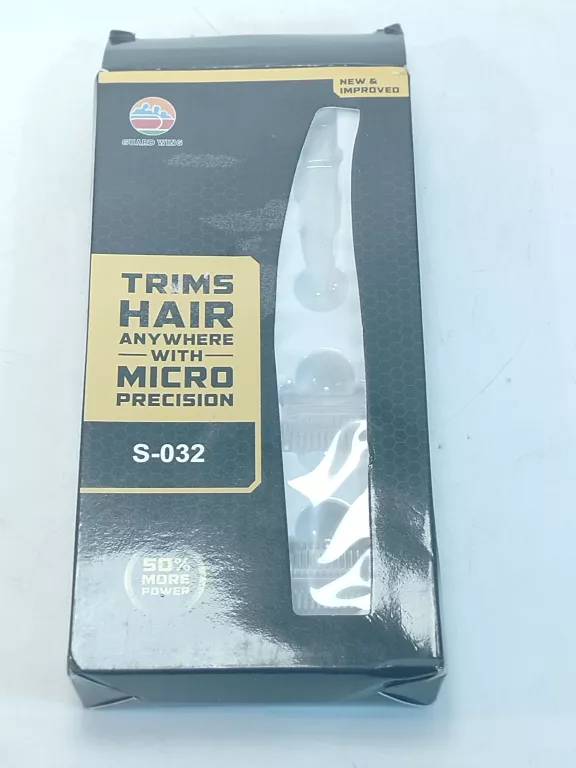 NEW &
IMPROVED
GUARD WING
TRIMS
HAIR
ANYWHERE
WITH
MICRO
PRECISION
S-032
50%
MORE
POWER